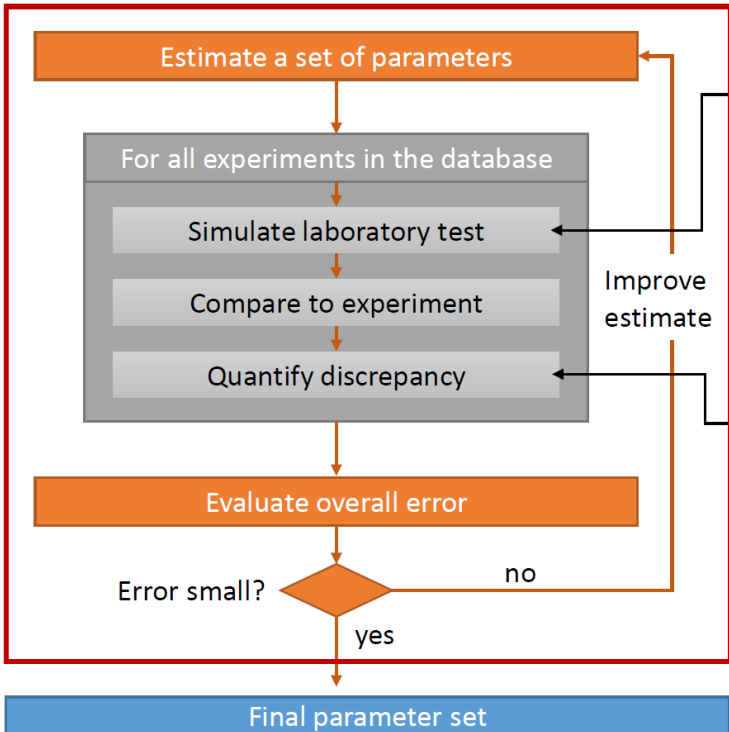 Estimate a set of parameters
For all experiments in the database
Simulate laboratory test
Compare to experiment
Quantify discrepancy
Improve
estimate
Evaluate overall error
Error small?
no
yes
Final parameter set